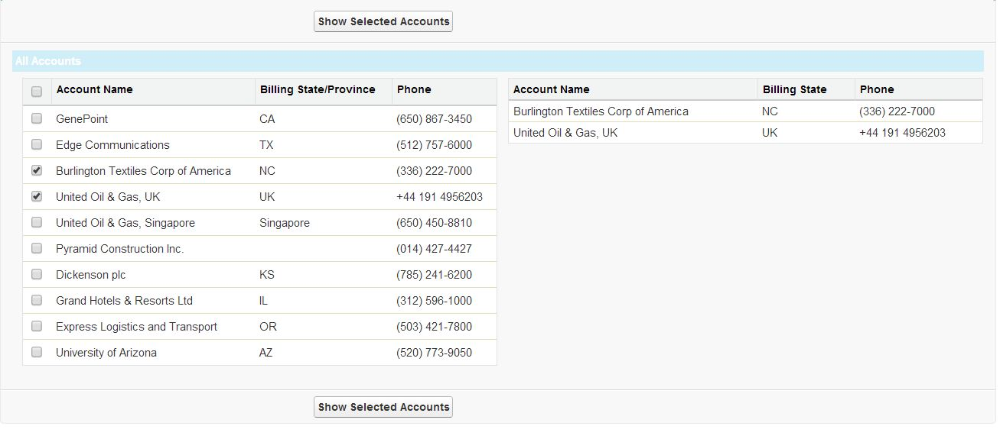 Show Selected Accounts
All Accounts
Account Name Billing State/Province Phone
GenePoint CA (650) 867-3450
Edge Communications TX (512) 757-6000
Burlington Textiles Corp of America NC (336) 222-7000
United Oil & Gas, UK UK +44 191 4956203
United Oil & Gas, Singapore Singapore (650) 450-8810
Pyramid Construction Inc. (014) 427-4427
Dickenson plc KS (785) 241-6200
Grand Hotels & Resorts Ltd IL (312) 596-1000
Express Logistics and Transport OR (503) 421-7800
University of Arizona AZ (520) 773-9050
Account Name Billing State Phone
Burlington Textiles Corp of America NC (336) 222-7000
United Oil & Gas, UK UK +44 191 4956203
Show Selected Accounts